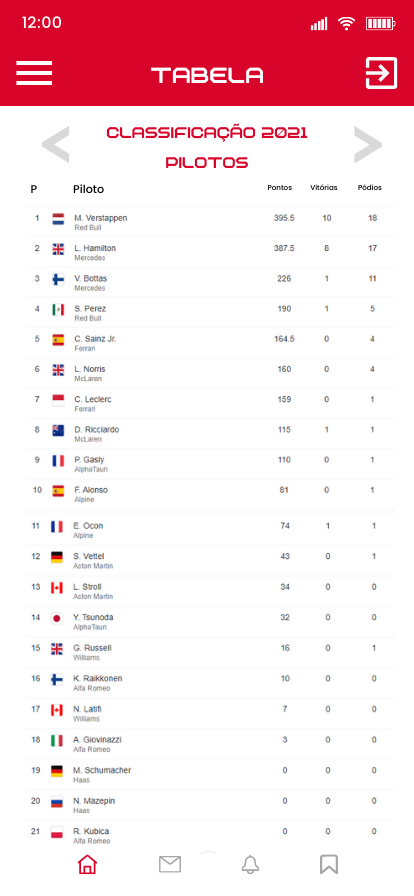 12:00
TABELA
CLASSIFICAÇÃO 2021
PILOTOS
P Piloto Pontos Vitórias Pódios
1 M. Verstappen 395.5 10 18
Red Bull
2 L. Hamilton 387.5 8 17
Mercedes
3 V. Bottas 226 1 11
Mercedes
4 S. Perez 190 1 5
Red Bull
5 C. Sainz Jr. 164.5 0 4
Ferrari
6 L. Norris 160 0 4
McLaren
7 C. Leclerc 159 0 1
Ferrari
8 D. Ricciardo 115 1 1
McLaren
9 P. Gasly 110 0 1
AlphaTauri
10 F. Alonso 81 0 1
Alpine
11 E. Ocon 74 1 1
Alpine
12 S. Vettel 43 0 1
Aston Martin
13 L. Stroll 34 0 0
Aston Martin
14 Y. Tsunoda 32 0 0
AlphaTauri
15 G. Russell 16 0 1
Williams
16 K. Raikkonen 10 0 0
Alfa Romeo
17 N. Latifi 7 0 0
Williams
18 A. Giovinazzi 3 0 0
Alfa Romeo
19 M. Schumacher 0 0 0
Haas
20 N. Mazepin 0 0 0
Haas
21 R. Kubica 0 0 0
Alfa Romeo